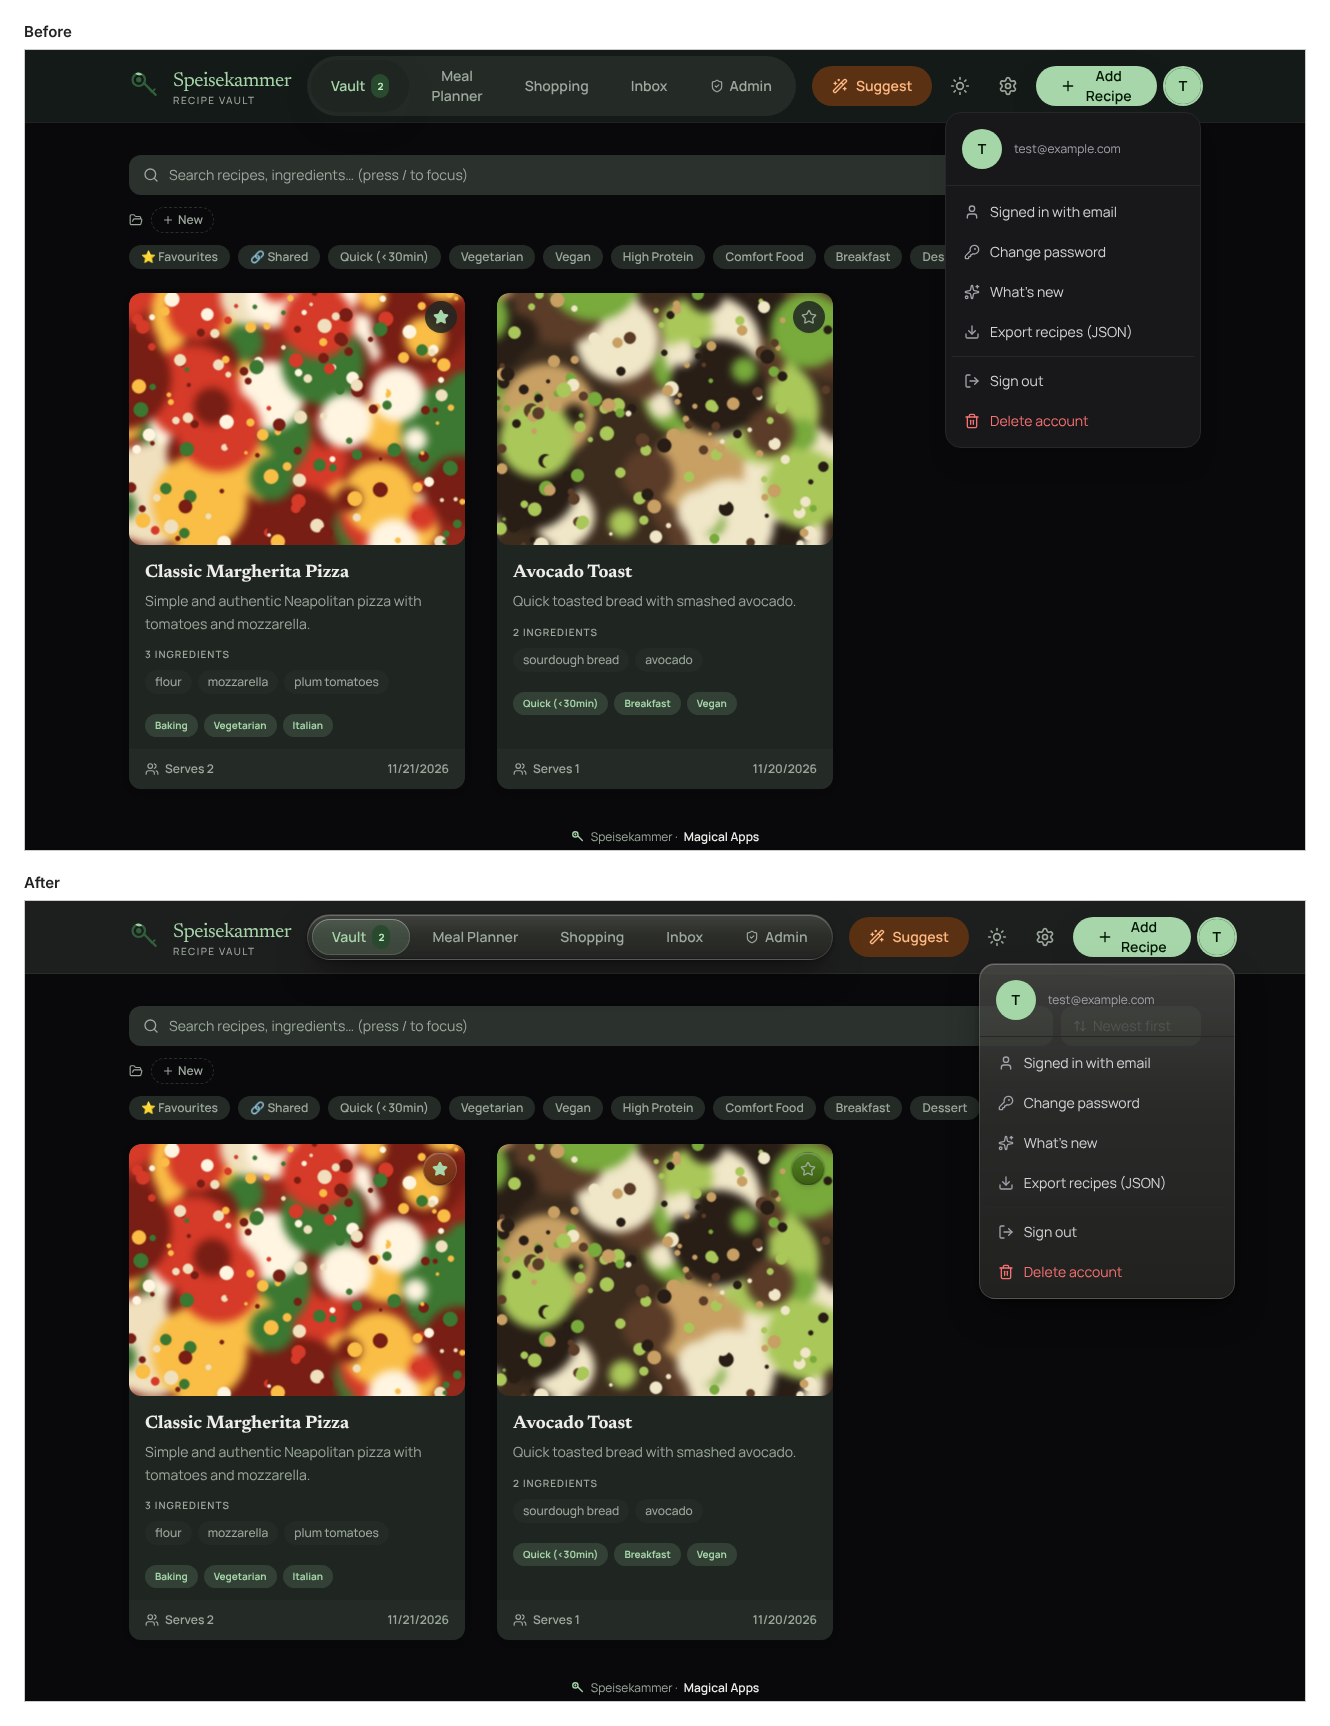 Before
Speisekammer
RECIPE VAULT
Vault 2
Meal
Planner
Shopping
Inbox
Admin
Suggest
Add
Recipe
T
T
test@example.com
Search recipes, ingredients... (press / to focus)
+ New
Signed in with email
⭐ Favourites
🔗 Shared
Quick (<30min)
Vegetarian
Vegan
High Protein
Comfort Food
Breakfast
Des
Change password
What's new
Export recipes (JSON)
Sign out
Delete account
Classic Margherita Pizza
Simple and authentic Neapolitan pizza with
tomatoes and mozzarella.
3 INGREDIENTS
flour
mozzarella
plum tomatoes
Baking
Vegetarian
Italian
Serves 2
11/21/2026
Avocado Toast
Quick toasted bread with smashed avocado.
2 INGREDIENTS
sourdough bread
avocado
Quick (<30min)
Breakfast
Vegan
Serves 1
11/20/2026
Speisekammer · Magical Apps
After
Speisekammer
RECIPE VAULT
Vault 2
Meal Planner
Shopping
Inbox
Admin
Suggest
Add
Recipe
T
T
test@example.com
Search recipes, ingredients... (press / to focus)
Newest first
+ New
Signed in with email
⭐ Favourites
🔗 Shared
Quick (<30min)
Vegetarian
Vegan
High Protein
Comfort Food
Breakfast
Dessert
Change password
What's new
Export recipes (JSON)
Sign out
Delete account
Classic Margherita Pizza
Simple and authentic Neapolitan pizza with
tomatoes and mozzarella.
3 INGREDIENTS
flour
mozzarella
plum tomatoes
Baking
Vegetarian
Italian
Serves 2
11/21/2026
Avocado Toast
Quick toasted bread with smashed avocado.
2 INGREDIENTS
sourdough bread
avocado
Quick (<30min)
Breakfast
Vegan
Serves 1
11/20/2026
Speisekammer · Magical Apps